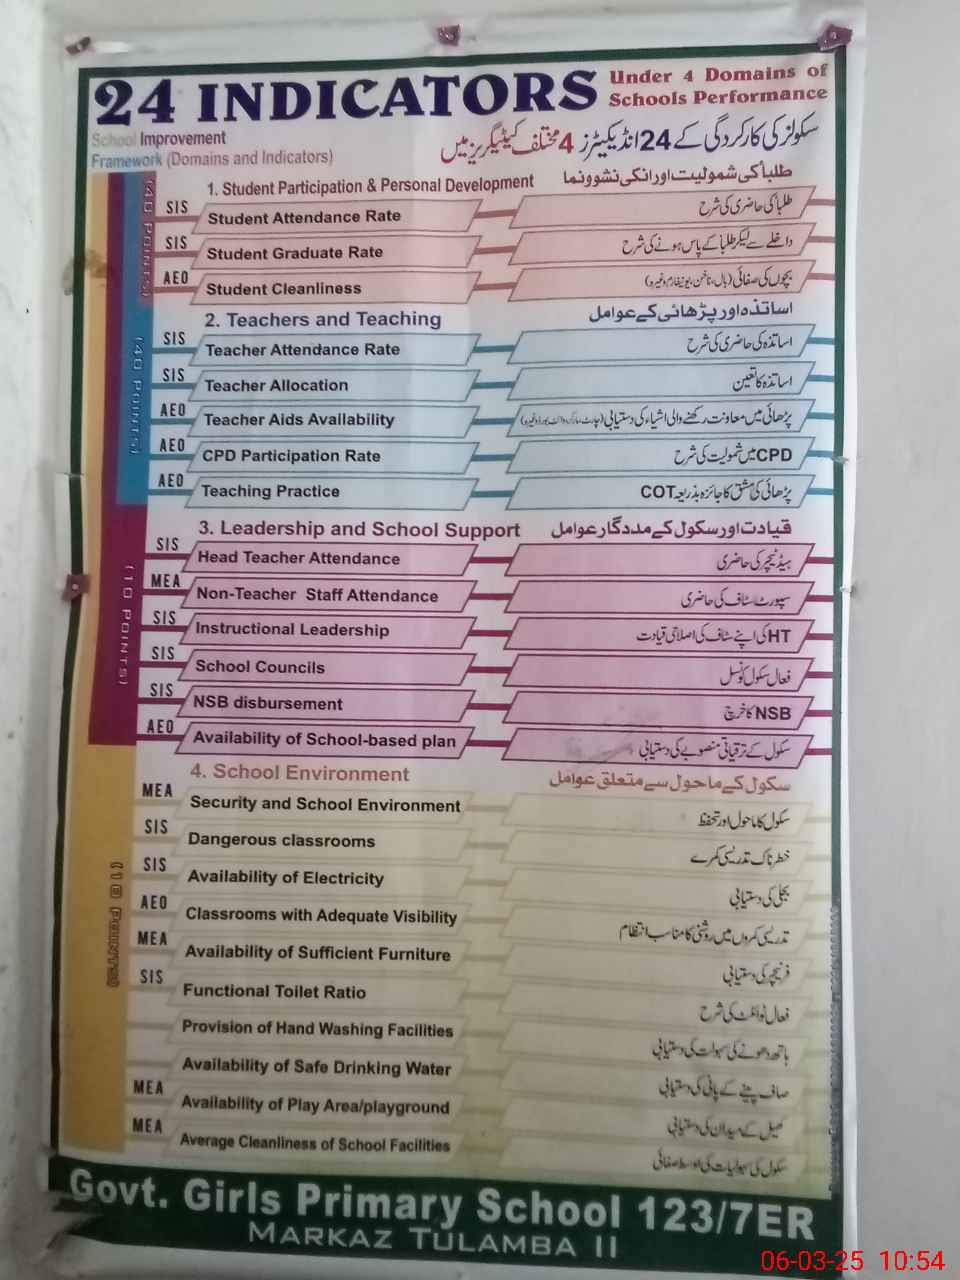 24 INDICATORS Under 4 Domains of Schools Performance
سکولز کی کارکردگی کے 24 انڈیکیٹرز 4 مختلف کیٹیگریز میں
School Improvement
Framework (Domains and Indicators)
1. Student Participation & Personal Development طلباٴ کی شمولیت اور انکی نشوونما
(40 POINTS)
SIS Student Attendance Rate طلباٴ کی حاضری کی شرح
SIS Student Graduate Rate داخلے سے لیکر طلباٴ کے پاس ہونے کی شرح
AEO Student Cleanliness بچوں کی صفائی (بال، ناخن، یونیفارم وغیرہ)
2. Teachers and Teaching اساتذہ اور پڑھائی کے عوامل
(40 POINTS)
SIS Teacher Attendance Rate اساتذہ کی حاضری کی شرح
SIS Teacher Allocation اساتذہ کا تعین
AEO Teacher Aids Availability پڑھائی میں معاونت رکھنے والی اشیاء کی دستیابی (چارٹ، مارکر، وائٹ بورڈ وغیرہ)
AEO CPD Participation Rate CPD میں شمولیت کی شرح
AEO Teaching Practice پڑھائی کی مشق کا جائزہ بذریعہ COT
3. Leadership and School Support قیادت اور سکول کے مددگار عوامل
(10 POINTS)
SIS Head Teacher Attendance ہیڈ ٹیچر کی حاضری
MEA Non-Teacher Staff Attendance سپورٹ سٹاف کی حاضری
SIS Instructional Leadership HT کی اپنے سٹاف کی اصلاحی قیادت
SIS School Councils فعال سکول کونسل
SIS NSB disbursement NSB کا خرچ
AEO Availability of School-based plan سکول کے ترقیاتی منصوبے کی دستیابی
4. School Environment سکول کے ماحول سے متعلق عوامل
(10 POINTS)
MEA Security and School Environment سکول کا ماحول اور تحفظ
SIS Dangerous classrooms خطرناک تدریسی کمرے
SIS Availability of Electricity بجلی کی دستیابی
AEO Classrooms with Adequate Visibility تدریسی کمروں میں روشنی کا مناسب انتظام
MEA Availability of Sufficient Furniture فرنیچر کی دستیابی
SIS Functional Toilet Ratio فعال ٹوائلٹ کی شرح
Provision of Hand Washing Facilities ہاتھ دھونے کی سہولت کی دستیابی
Availability of Safe Drinking Water صاف پینے کے پانی کی دستیابی
MEA Availability of Play Area/playground کھیل کے میدان کی دستیابی
MEA Average Cleanliness of School Facilities سکول کی سہولیات کی اوسط صفائی
Govt. Girls Primary School 123/7ER
MARKAZ TULAMBA II
06-03-25 10:54